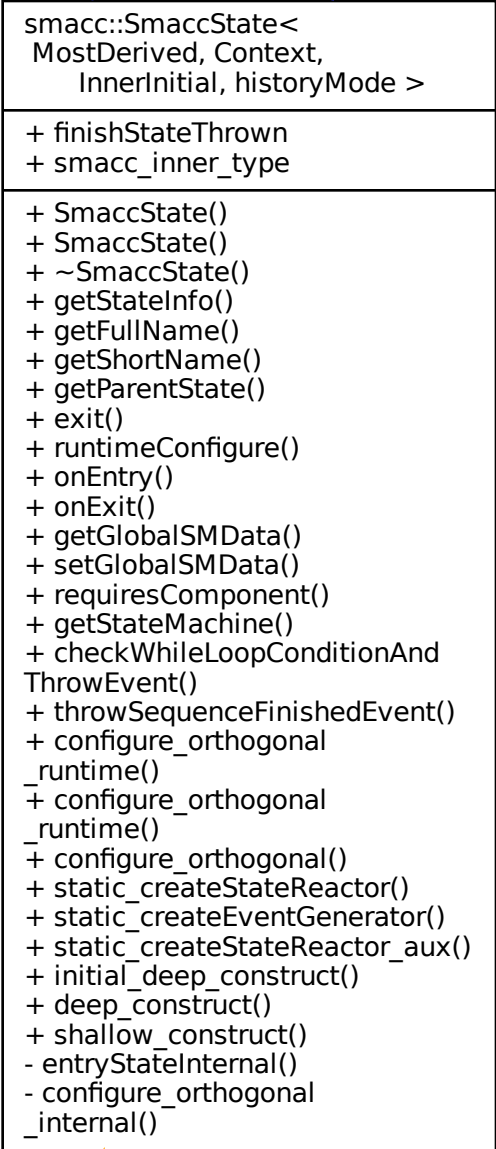 smacc::SmaccState<
MostDerived, Context,
InnerInitial, historyMode >
+ finishStateThrown
+ smacc_inner_type
+ SmaccState()
+ SmaccState()
+ ~SmaccState()
+ getStateInfo()
+ getFullName()
+ getShortName()
+ getParentState()
+ exit()
+ runtimeConfigure()
+ onEntry()
+ onExit()
+ getGlobalSMData()
+ setGlobalSMData()
+ requiresComponent()
+ getStateMachine()
+ checkWhileLoopConditionAnd
ThrowEvent()
+ throwSequenceFinishedEvent()
+ configure_orthogonal
_runtime()
+ configure_orthogonal
_runtime()
+ configure_orthogonal()
+ static_createStateReactor()
+ static_createEventGenerator()
+ static_createStateReactor_aux()
+ initial_deep_construct()
+ deep_construct()
+ shallow_construct()
- entryStateInternal()
- configure_orthogonal
_internal()